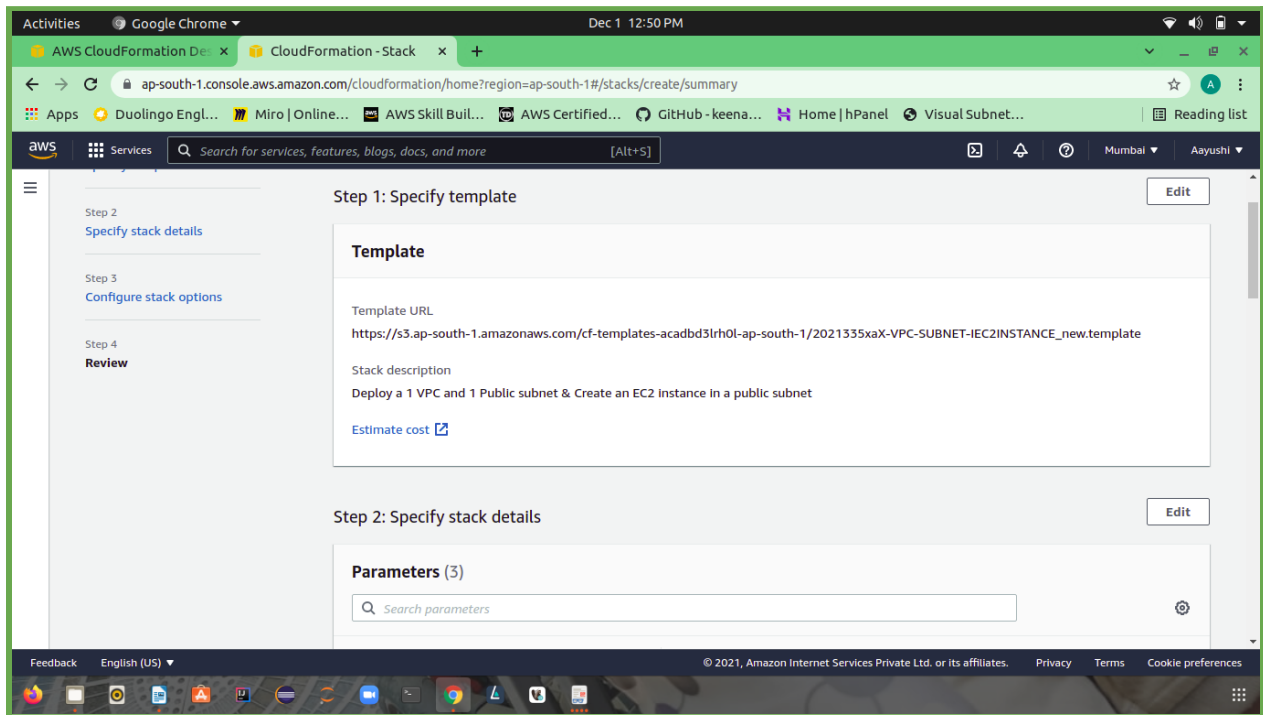 Activities Google Chrome Dec 1 12:50 PM
AWS CloudFormation Des CloudFormation - Stack
ap-south-1.console.aws.amazon.com/cloudformation/home?region=ap-south-1#/stacks/create/summary A
Apps Duolingo Engl... Miro | Online... AWS Skill Buil... AWS Certified... GitHub - keena... Home | hPanel Visual Subnet... Reading list
aws Services Search for services, features, blogs, docs, and more [Alt+S] Mumbai Aayushi
Step 1: Specify template Edit
Step 2
Specify stack details
Template
Step 3
Configure stack options
Template URL
https://s3.ap-south-1.amazonaws.com/cf-templates-acadbd3lrh0l-ap-south-1/2021335xaX-VPC-SUBNET-IEC2INSTANCE_new.template
Step 4
Review
Stack description
Deploy a 1 VPC and 1 Public subnet & Create an EC2 instance in a public subnet
Estimate cost
Step 2: Specify stack details Edit
Parameters (3)
Search parameters
Feedback English (US) © 2021, Amazon Internet Services Private Ltd. or its affiliates. Privacy Terms Cookie preferences